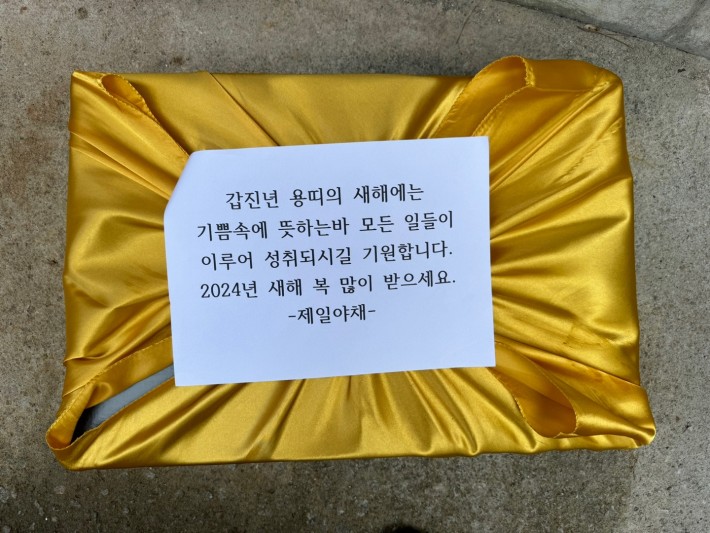 갑진년 용띠의 새해에는
기쁨속에 뜻하는바 모든 일들이
이루어 성취되시길 기원합니다.
2024년 새해 복 많이 받으세요.
-제일야채-